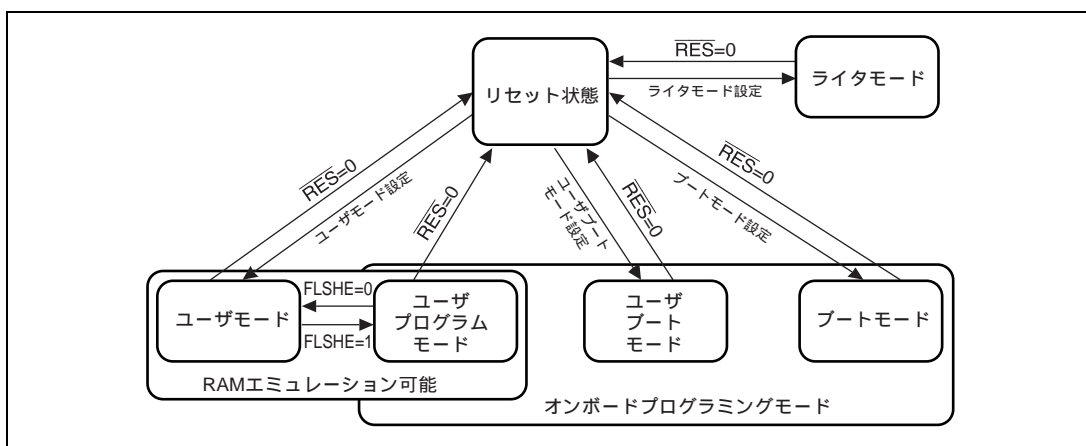 R̅E̅S̅=0
リセット状態
ライタモード設定
ライタモード
R̅E̅S̅=0
ユーザモード設定
R̅E̅S̅=0
ユーザブート
モード設定
R̅E̅S̅=0
ブートモード設定
R̅E̅S̅=0
ユーザモード
FLSHE=0
FLSHE=1
ユーザ
プログラム
モード
ユーザ
ブート
モード
ブートモード
RAMエミュレーション可能
オンボードプログラミングモード